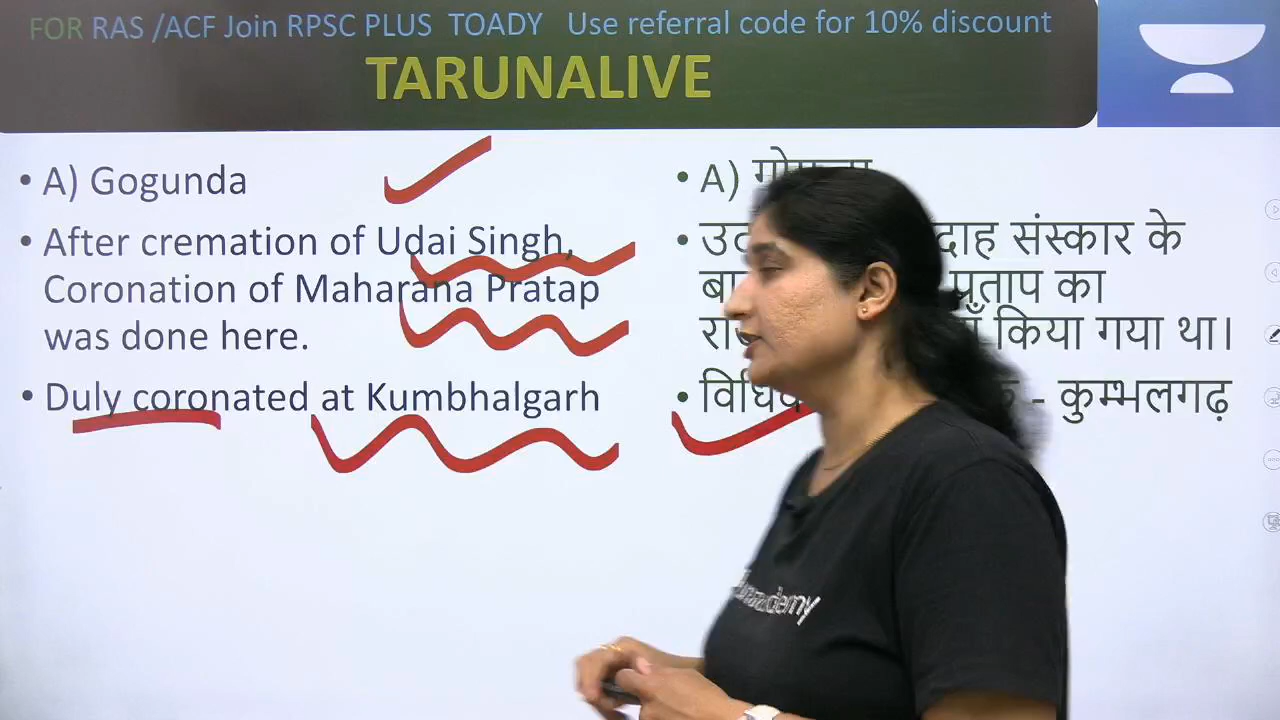 FOR RAS /ACF Join RPSC PLUS TOADY Use referral code for 10% discount
TARUNALIVE
• A) Gogunda
• After cremation of Udai Singh,
Coronation of Maharana Pratap
was done here.
• Duly coronated at Kumbhalgarh
• A)
• दाह संस्कार के
प्रताप का
किया गया था।
• - कुम्भलगढ़